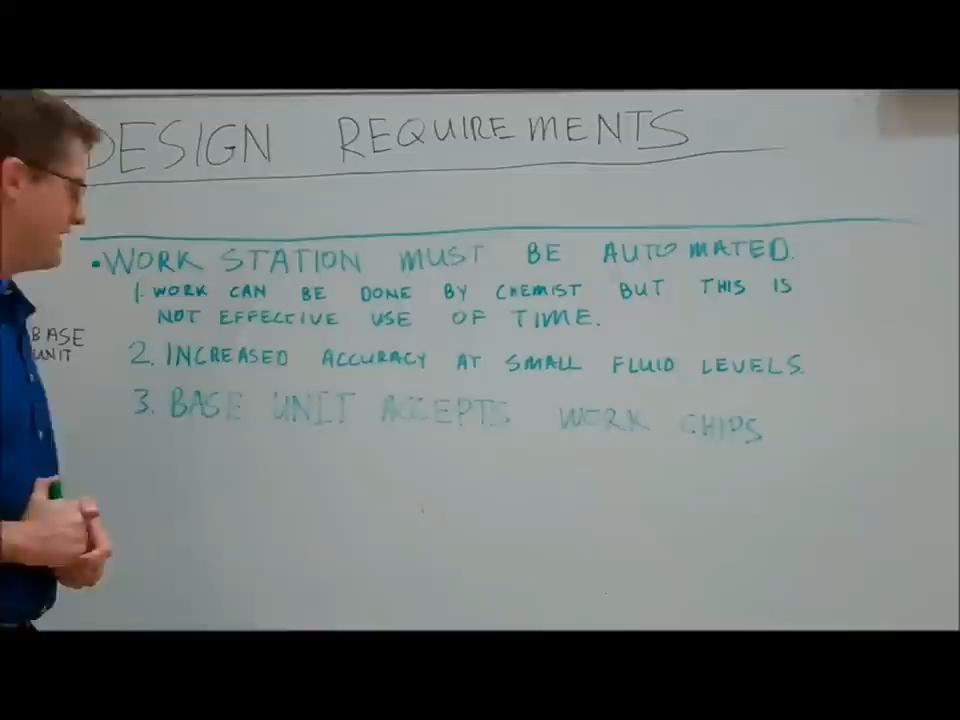 DESIGN REQUIREMENTS
• WORK STATION MUST BE AUTOMATED.
1. WORK CAN BE DONE BY CHEMIST BUT THIS IS
NOT EFFECTIVE USE OF TIME.
BASE
UNIT
2. INCREASED ACCURACY AT SMALL FLUID LEVELS.
3. BASE UNIT ACCEPTS WORK CHIPS